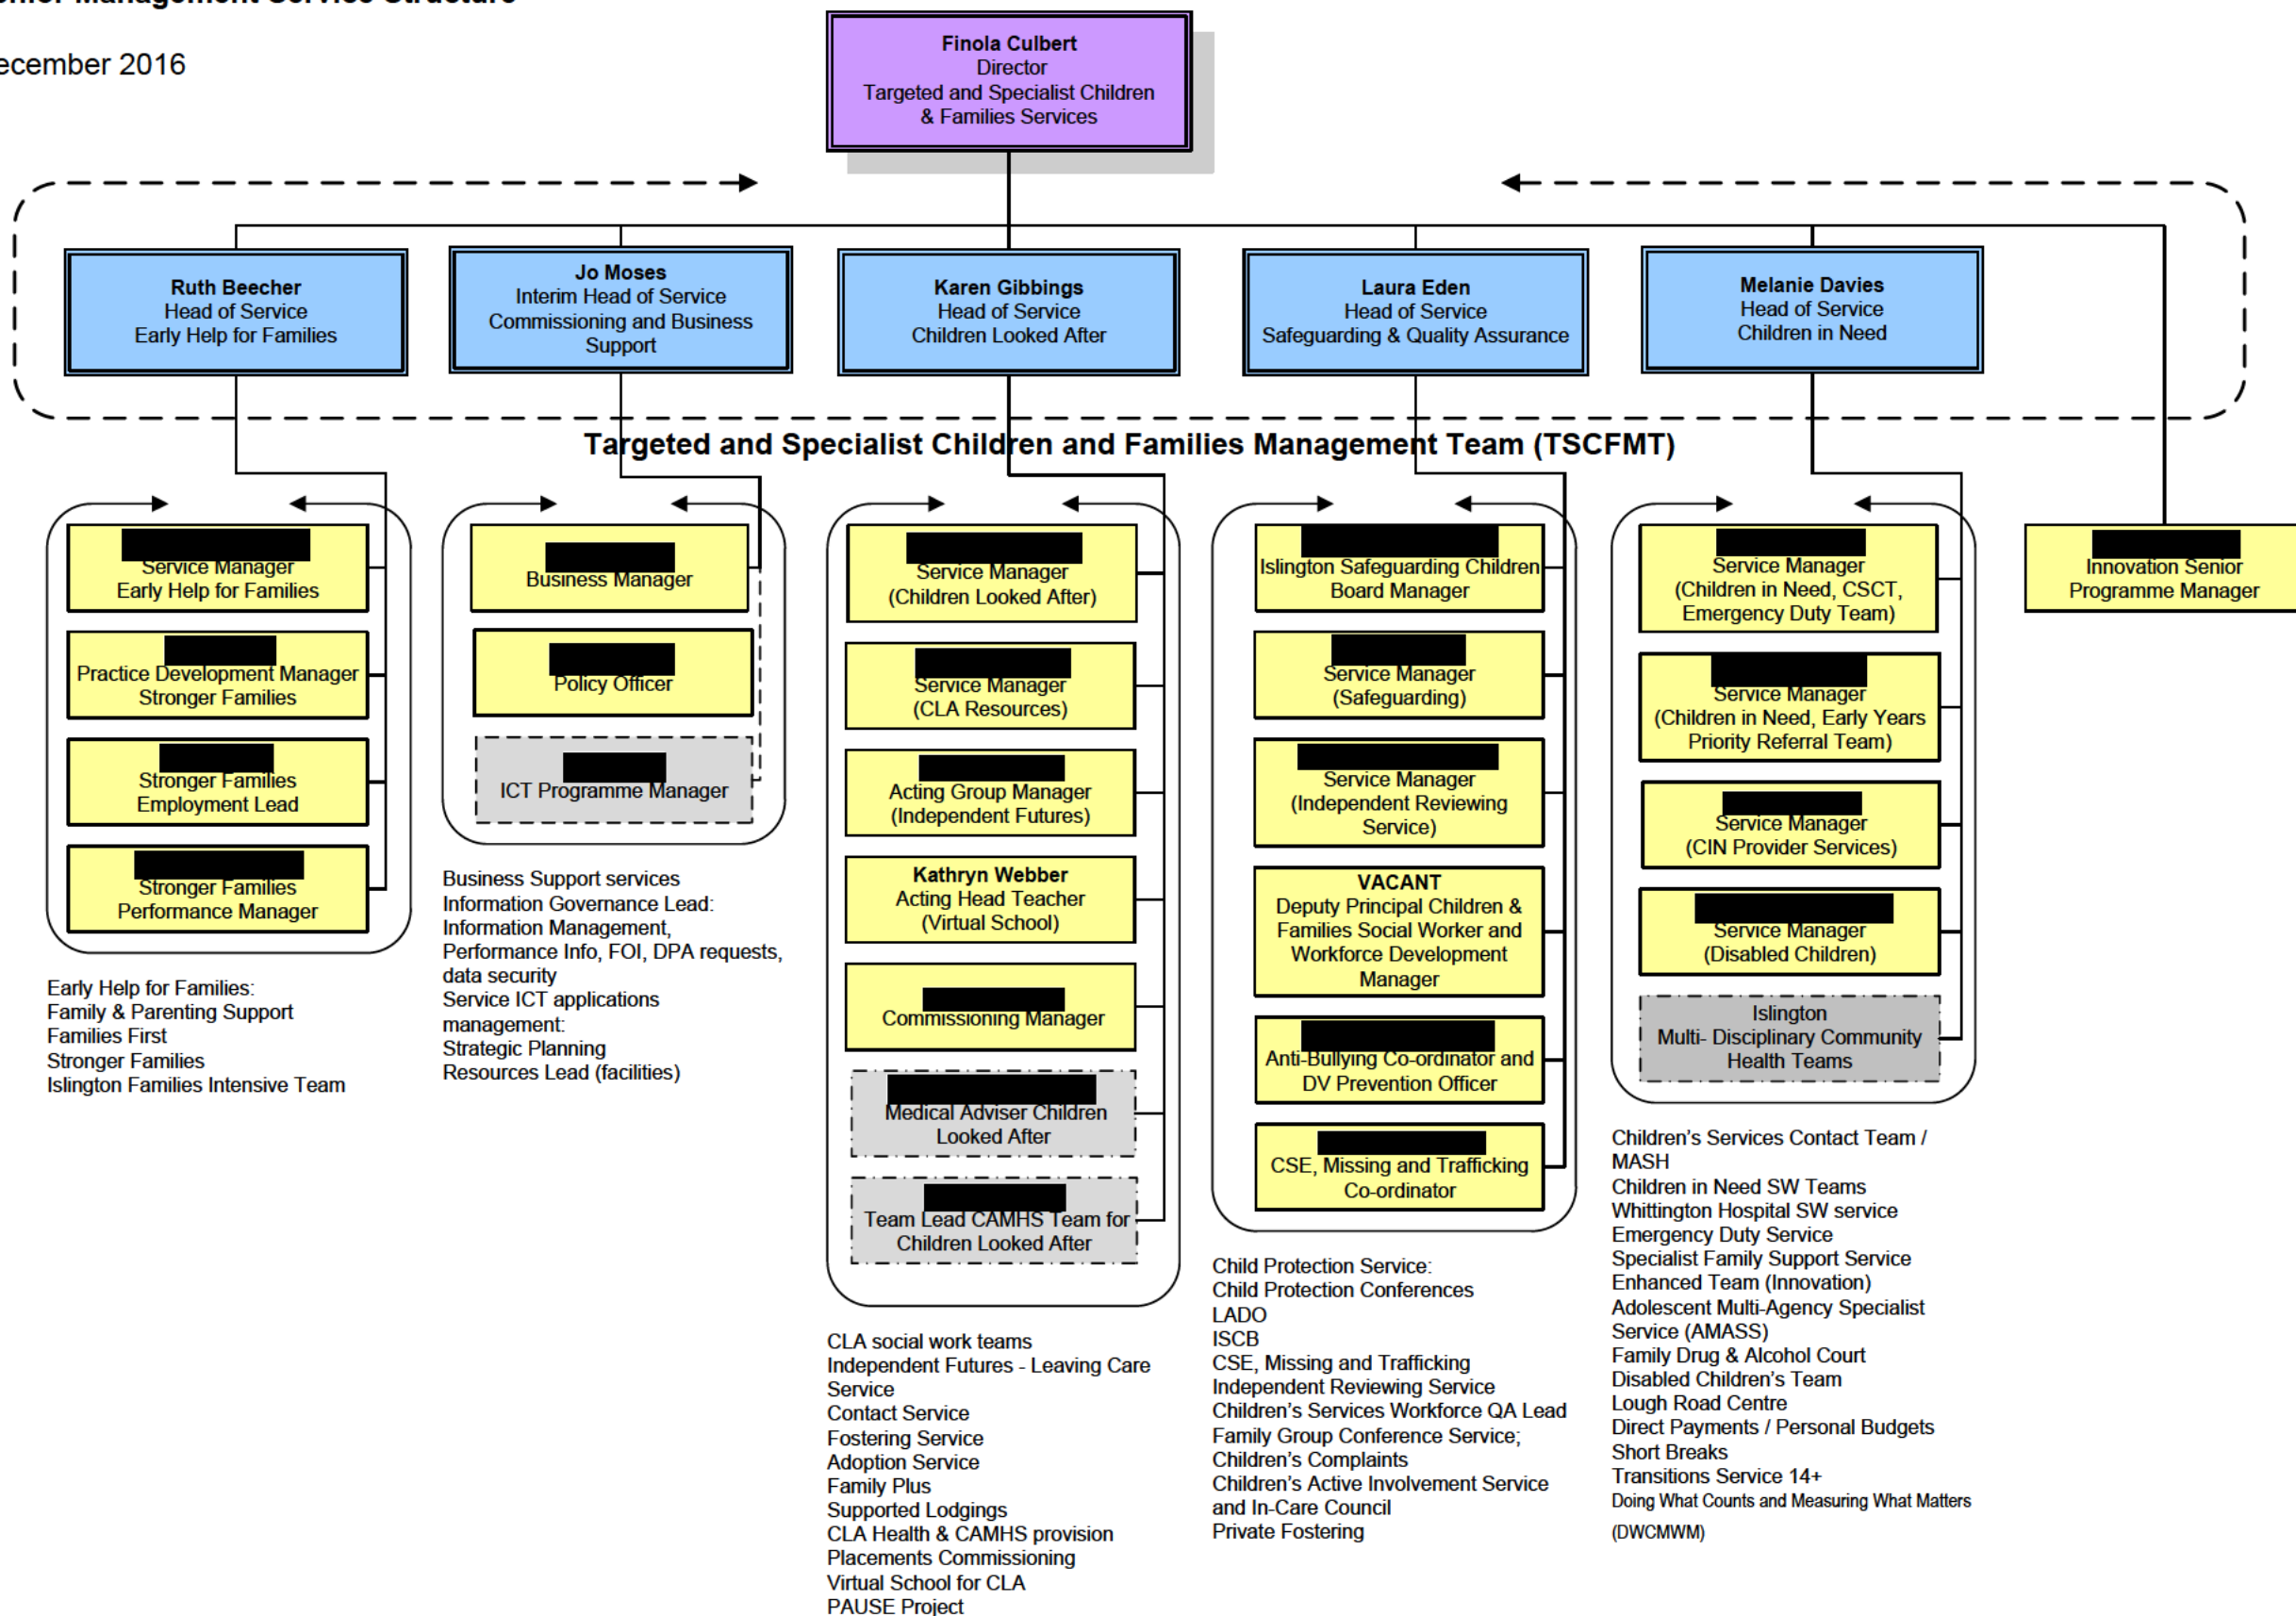 Senior Management Service Structure
December 2016
Finola Culbert
Director
Targeted and Specialist Children
& Families Services
Ruth Beecher
Head of Service
Early Help for Families
Jo Moses
Interim Head of Service
Commissioning and Business
Support
Karen Gibbings
Head of Service
Children Looked After
Laura Eden
Head of Service
Safeguarding & Quality Assurance
Melanie Davies
Head of Service
Children in Need
Targeted and Specialist Children and Families Management Team (TSCFMT)
Service Manager
Early Help for Families
Practice Development Manager
Stronger Families
Stronger Families
Employment Lead
Stronger Families
Performance Manager
Early Help for Families:
Family & Parenting Support
Families First
Stronger Families
Islington Families Intensive Team
Business Manager
Policy Officer
ICT Programme Manager
Business Support services
Information Governance Lead:
Information Management,
Performance Info, FOI, DPA requests,
data security
Service ICT applications
management:
Strategic Planning
Resources Lead (facilities)
Service Manager
(Children Looked After)
Service Manager
(CLA Resources)
Acting Group Manager
(Independent Futures)
Kathryn Webber
Acting Head Teacher
(Virtual School)
Commissioning Manager
Medical Adviser Children
Looked After
Team Lead CAMHS Team for
Children Looked After
CLA social work teams
Independent Futures - Leaving Care
Service
Contact Service
Fostering Service
Adoption Service
Family Plus
Supported Lodgings
CLA Health & CAMHS provision
Placements Commissioning
Virtual School for CLA
PAUSE Project
Islington Safeguarding Children
Board Manager
Service Manager
(Safeguarding)
Service Manager
(Independent Reviewing
Service)
VACANT
Deputy Principal Children &
Families Social Worker and
Workforce Development
Manager
Anti-Bullying Co-ordinator and
DV Prevention Officer
CSE, Missing and Trafficking
Co-ordinator
Child Protection Service:
Child Protection Conferences
LADO
ISCB
CSE, Missing and Trafficking
Independent Reviewing Service
Children's Services Workforce QA Lead
Family Group Conference Service;
Children's Complaints
Children's Active Involvement Service
and In-Care Council
Private Fostering
Service Manager
(Children in Need, CSCT,
Emergency Duty Team)
Service Manager
(Children in Need, Early Years
Priority Referral Team)
Service Manager
(CIN Provider Services)
Service Manager
(Disabled Children)
Islington
Multi- Disciplinary Community
Health Teams
Children's Services Contact Team /
MASH
Children in Need SW Teams
Whittington Hospital SW service
Emergency Duty Service
Specialist Family Support Service
Enhanced Team (Innovation)
Adolescent Multi-Agency Specialist
Service (AMASS)
Family Drug & Alcohol Court
Disabled Children's Team
Lough Road Centre
Direct Payments / Personal Budgets
Short Breaks
Transitions Service 14+
Doing What Counts and Measuring What Matters
(DWCMWM)
Innovation Senior
Programme Manager